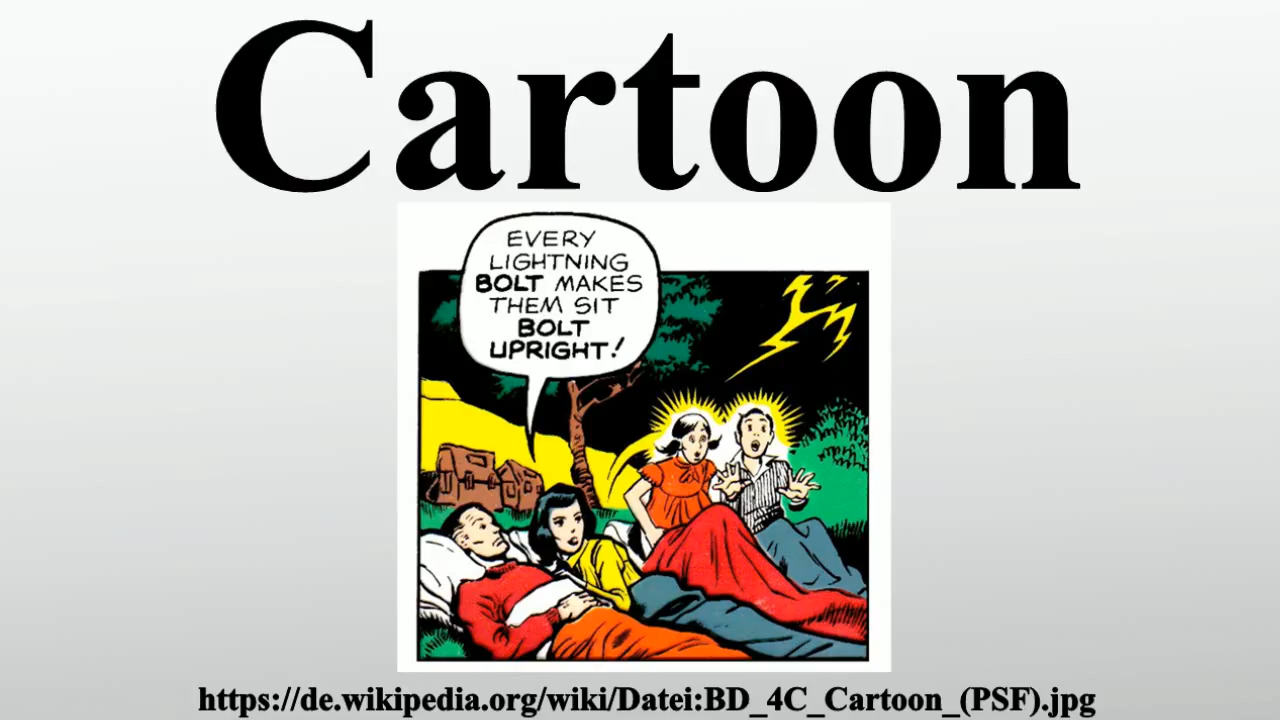 Cartoon
EVERY
LIGHTNING
BOLT MAKES
THEM SIT
BOLT
UPRIGHT!
https://de.wikipedia.org/wiki/Datei:BD_4C_Cartoon_(PSF).jpg